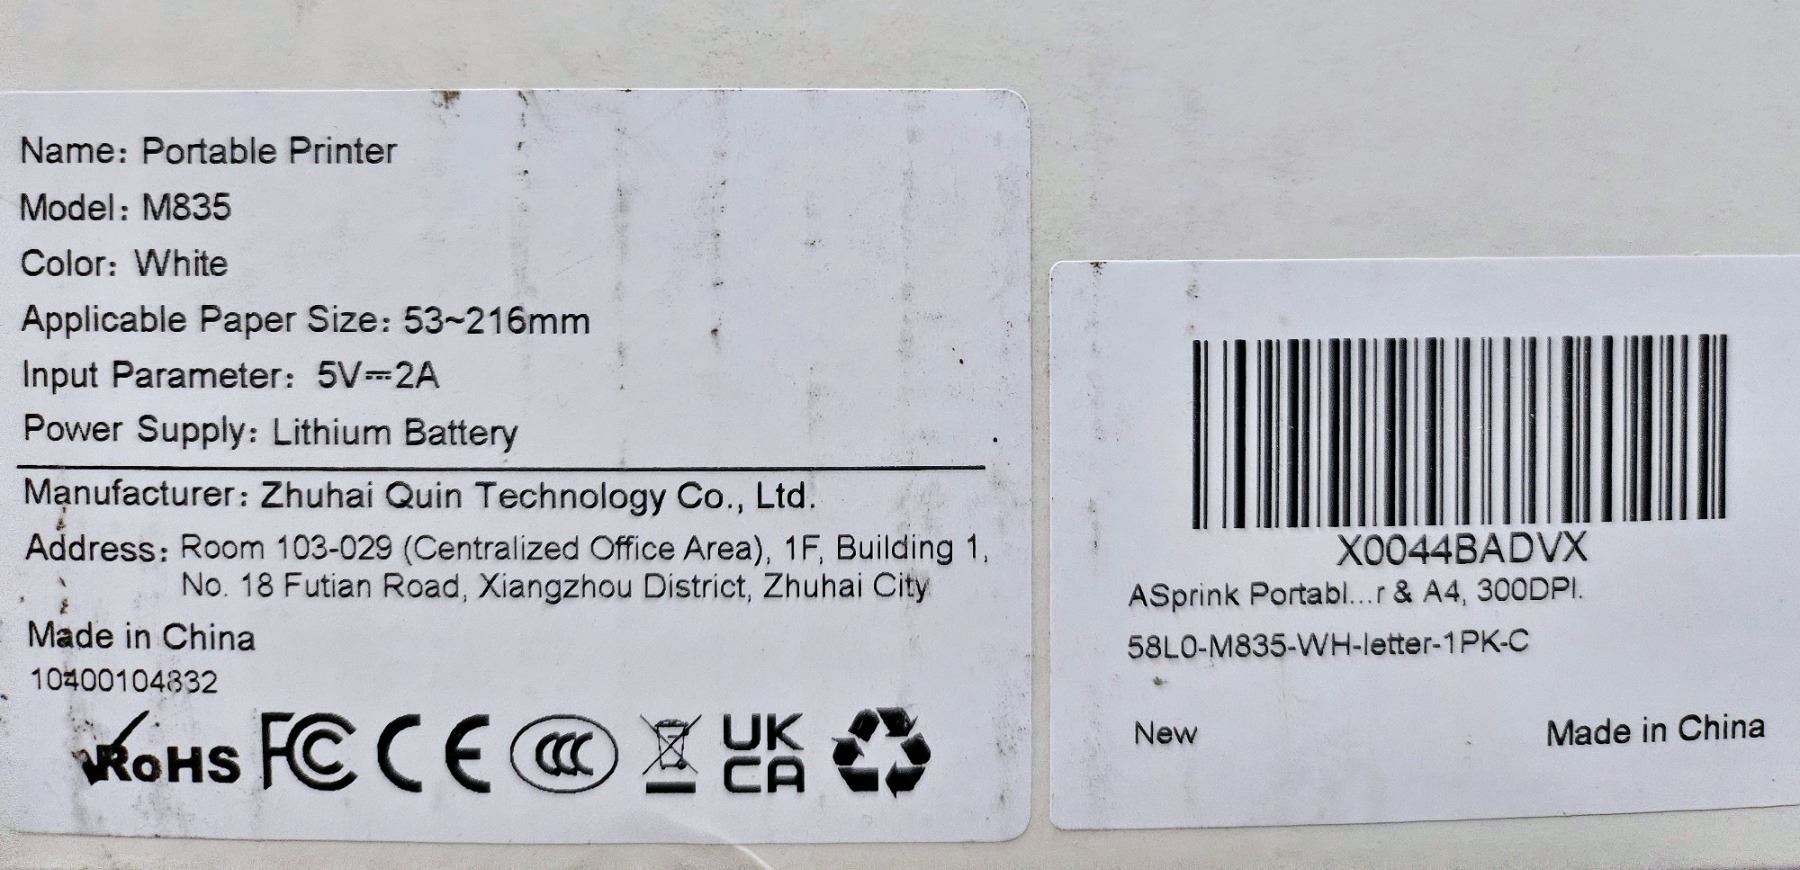 Name: Portable Printer
Model: M835
Color: White
Applicable Paper Size: 53~216mm
Input Parameter: 5V⎓2A
Power Supply: Lithium Battery
Manufacturer: Zhuhai Quin Technology Co., Ltd.
Address: Room 103-029 (Centralized Office Area), 1F, Building 1,
No. 18 Futian Road, Xiangzhou District, Zhuhai City
Made in China
10400104832
RoHS FC CE CCC UK
CA
X0044BADVX
ASprink Portabl...r & A4, 300DPI.
58L0-M835-WH-letter-1PK-C
New Made in China